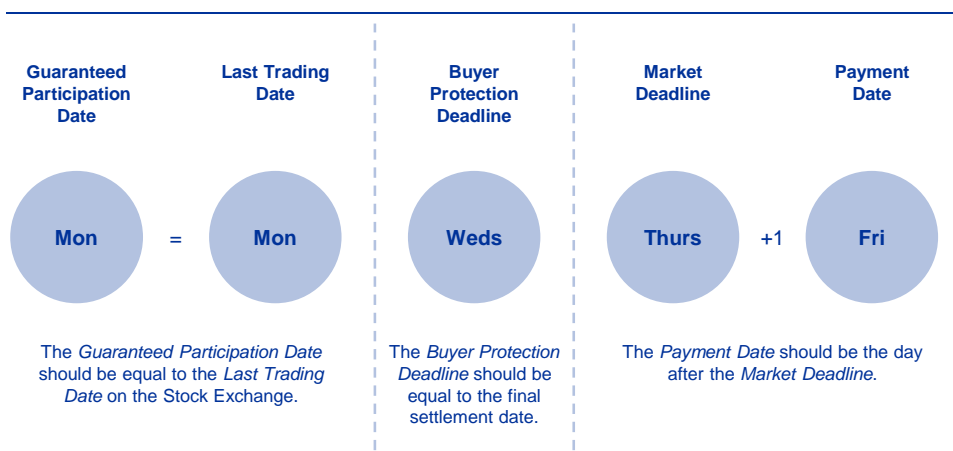 Guaranteed
Participation
Date
Last Trading
Date
Buyer
Protection
Deadline
Market
Deadline
Payment
Date
Mon
=
Mon
Weds
Thurs
+1
Fri
The Guaranteed Participation Date
should be equal to the Last Trading
Date on the Stock Exchange.
The Buyer Protection
Deadline should be
equal to the final
settlement date.
The Payment Date should be the day
after the Market Deadline.